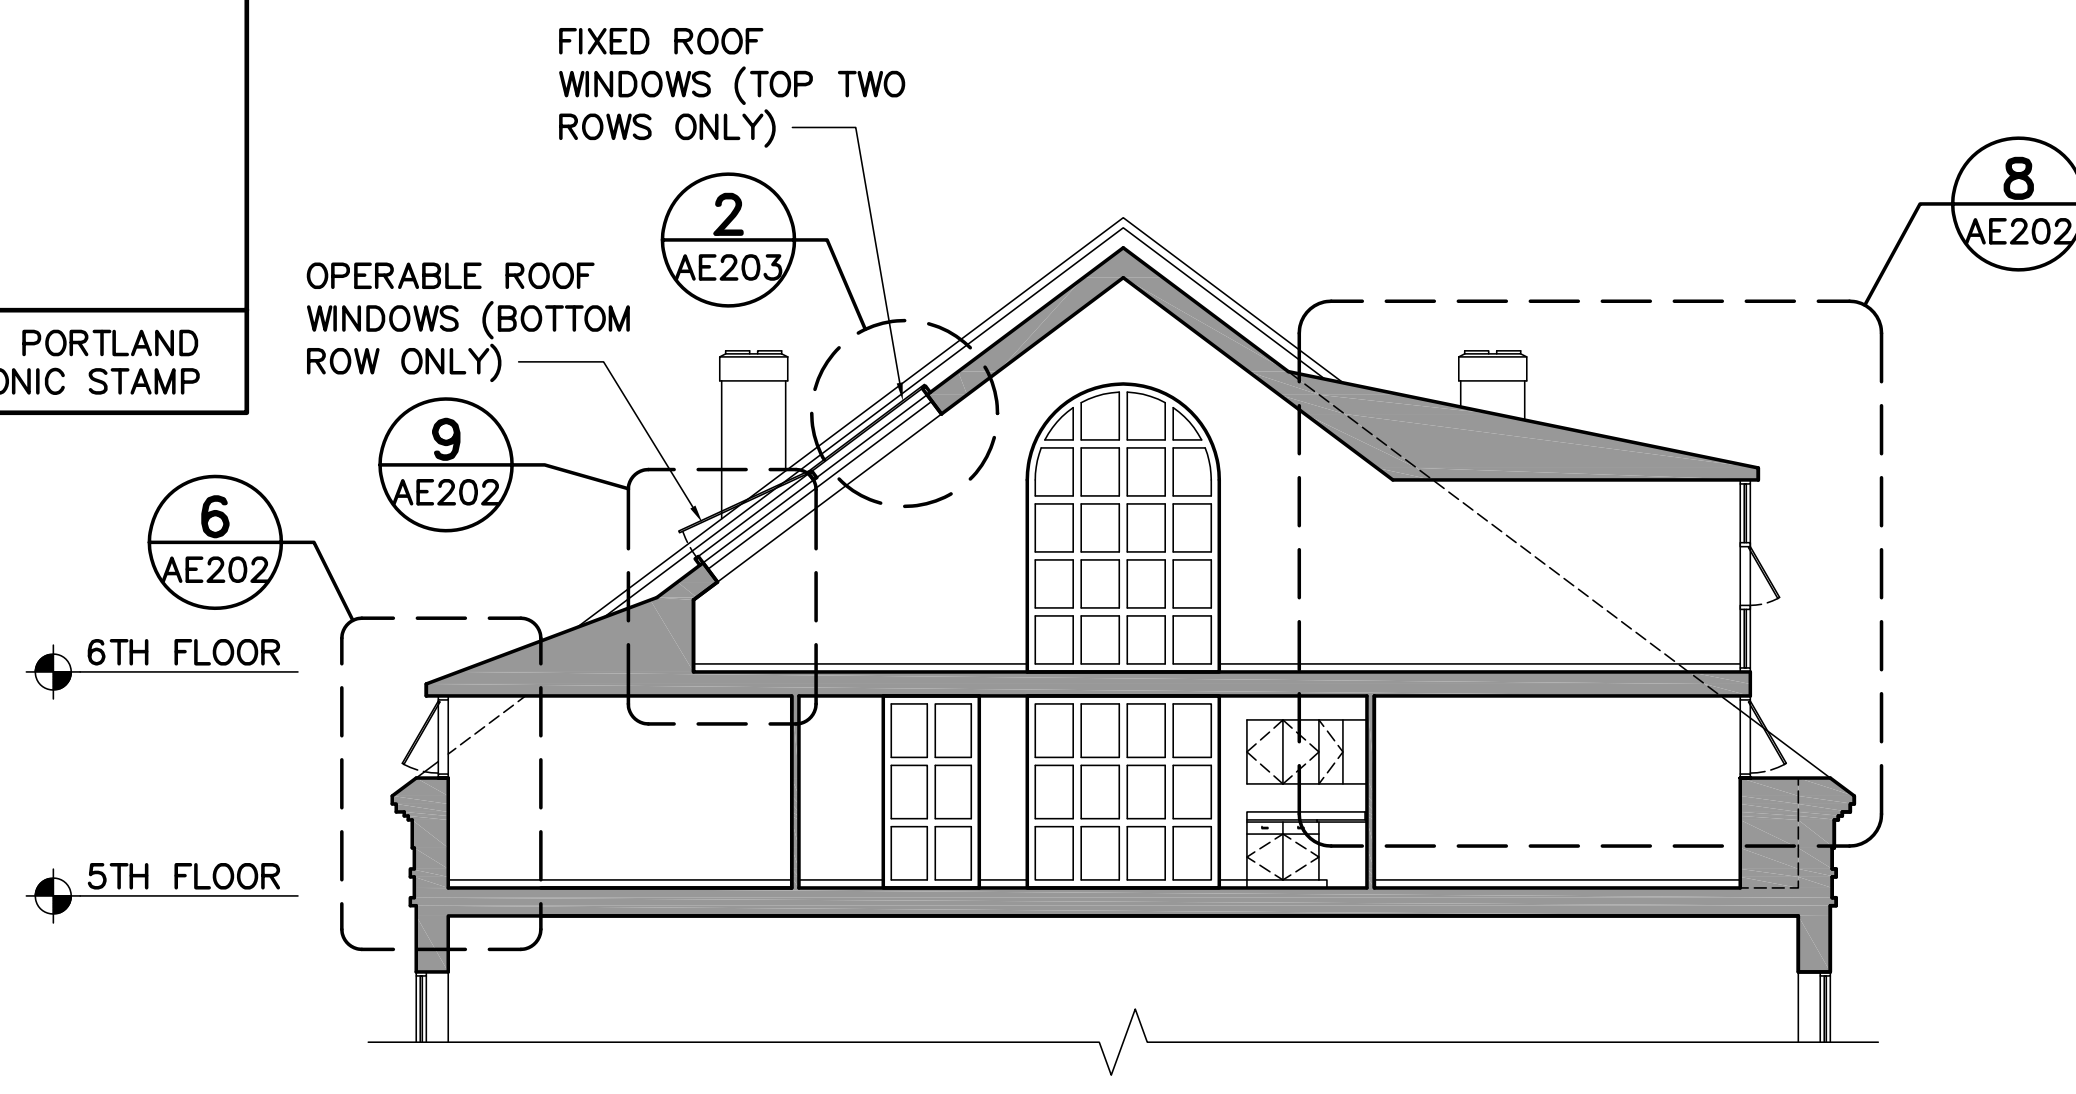 FIXED ROOF
WINDOWS (TOP TWO
ROWS ONLY)
2
AE203
8
AE202
OPERABLE ROOF
WINDOWS (BOTTOM
ROW ONLY)
PORTLAND
ONIC STAMP
9
AE202
6
AE202
6TH FLOOR
5TH FLOOR